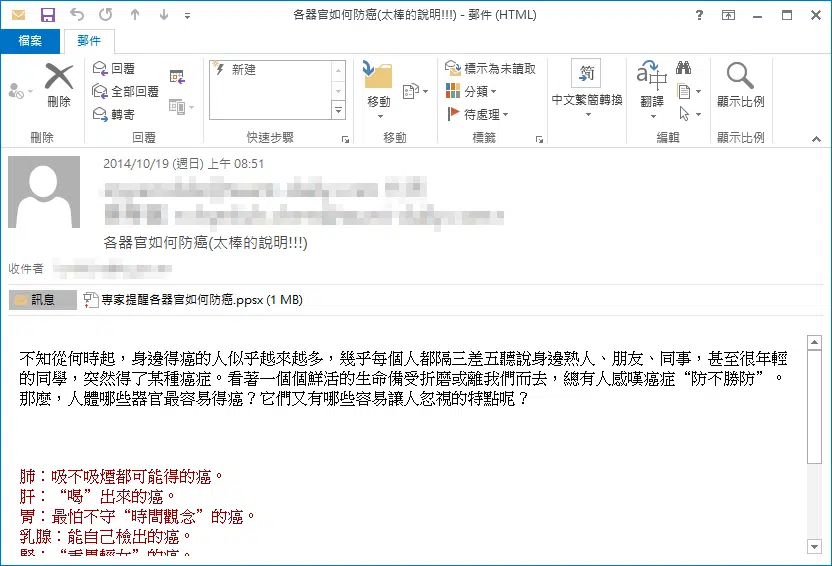 各器官如何防癌(太棒的說明!!!) - 郵件 (HTML)
?
檔案
郵件
刪除
刪除
回覆
全部回覆
轉寄
回覆
新建
快速步驟
移動
移動
標示為未讀取
分類
待處理
標籤
简
中文繁簡轉換
a
翻譯
編輯
顯示比例
顯示比例
2014/10/19 (週日) 上午 08:51
各器官如何防癌(太棒的說明!!!)
收件者
訊息
專家提醒各器官如何防癌.ppsx (1 MB)
不知從何時起，身邊得癌的人似乎越來越多，幾乎每個人都隔三差五聽說身邊熟人、朋友、同事，甚至很年輕
的同學，突然得了某種癌症。看著一個個鮮活的生命備受折磨或離我們而去，總有人感嘆癌症“防不勝防”。
那麼，人體哪些器官最容易得癌？它們又有哪些容易讓人忽視的特點呢？
肺：吸不吸煙都可能得的癌。
肝：“喝”出來的癌。
胃：最怕不守“時間觀念”的癌。
乳腺：能自己檢出的癌。
腎：“重男輕女”的癌。